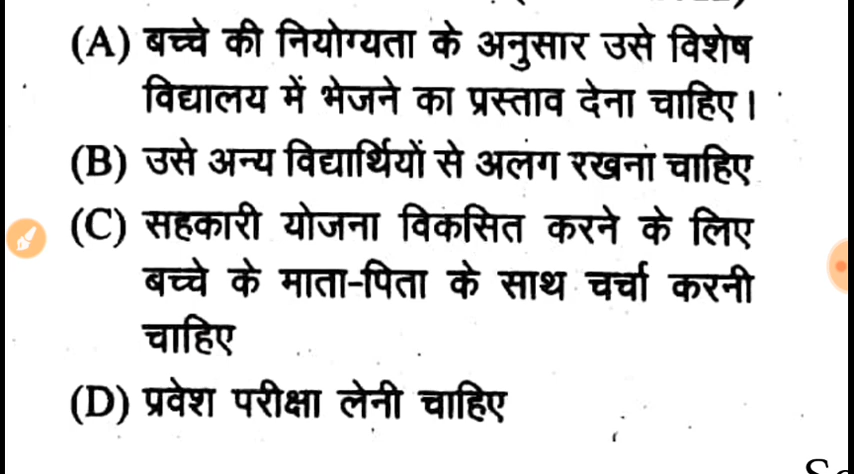 (A) बच्चे की नियोग्यता के अनुसार उसे विशेष
विद्यालय में भेजने का प्रस्ताव देना चाहिए।
(B) उसे अन्य विद्यार्थियों से अलग रखना चाहिए
(C) सहकारी योजना विकसित करने के लिए
बच्चे के माता-पिता के साथ चर्चा करनी
चाहिए
(D) प्रवेश परीक्षा लेनी चाहिए